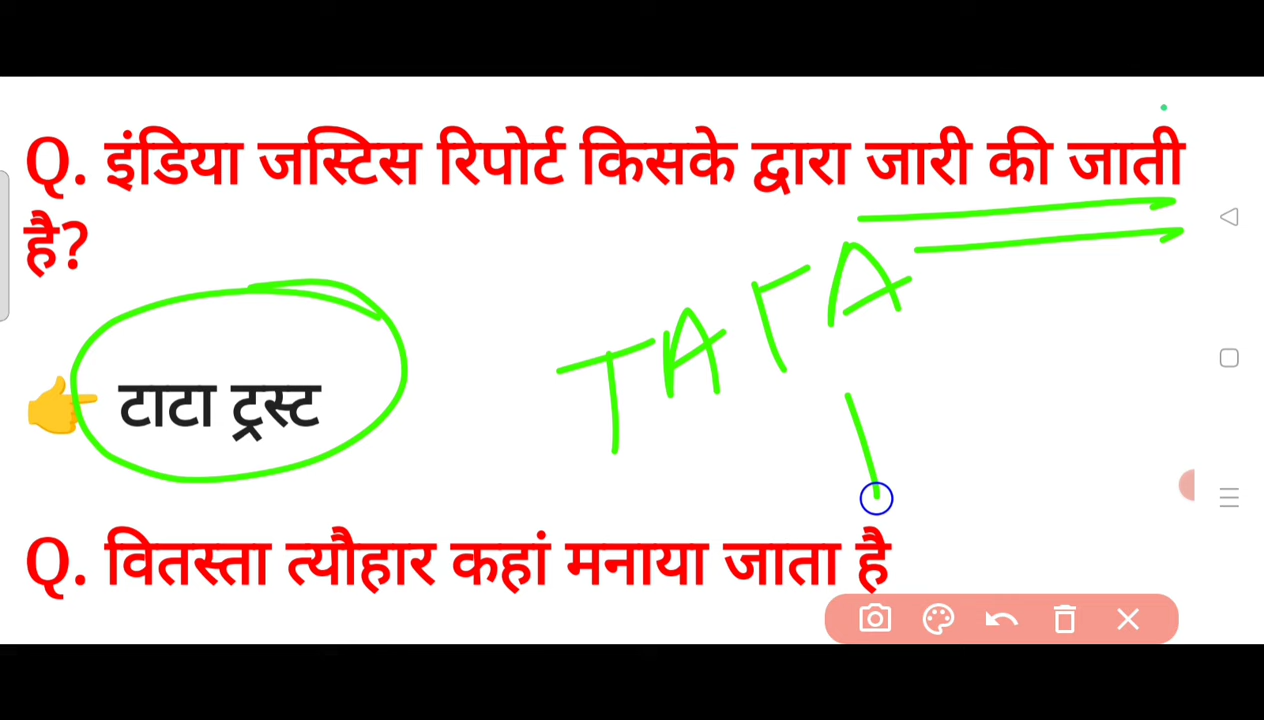 Q. इंडिया जस्टिस रिपोर्ट किसके द्वारा जारी की जाती
है?
TATA
👉 टाटा ट्रस्ट
Q. वितस्ता त्यौहार कहां मनाया जाता है